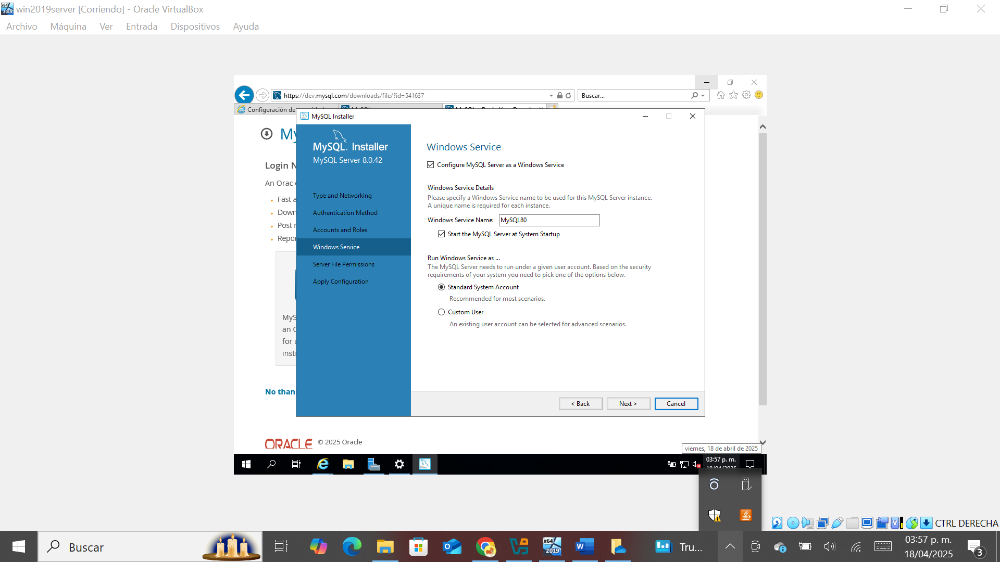 win2019server [Corriendo] - Oracle VirtualBox
Archivo Máquina Ver Entrada Dispositivos Ayuda
https://dev.mysql.com/downloads/file/?id=541637
Buscar...
Configuración de
MySQL Installer
My
MySQL. Installer
MySQL Server 8.0.42
Login N
An Oracle
Fast a
Down
Post n
Repor
Type and Networking
Authentication Method
Accounts and Roles
Windows Service
Server File Permissions
Apply Configuration
Windows Service
Configure MySQL Server as a Windows Service
Windows Service Details
Please specify a Windows Service name to be used for this MySQL Server instance.
A unique name is required for each instance.
Windows Service Name: MySQL80
Start the MySQL Server at System Startup
Run Windows Service as ...
The MySQL Server needs to run under a given user account. Based on the security
requirements of your system you need to pick one of the options below.
Standard System Account
Recommended for most scenarios.
Custom User
An existing user account can be selected for advanced scenarios.
MyS
an O
for a
instr
No than
< Back Next > Cancel
ORACLE © 2025 Oracle
viernes, 18 de abril de 2025
03:57 p. m.
18/04/2025
CTRL DERECHA
Buscar
x64
2019
Tru...
03:57 p. m.
18/04/2025
3